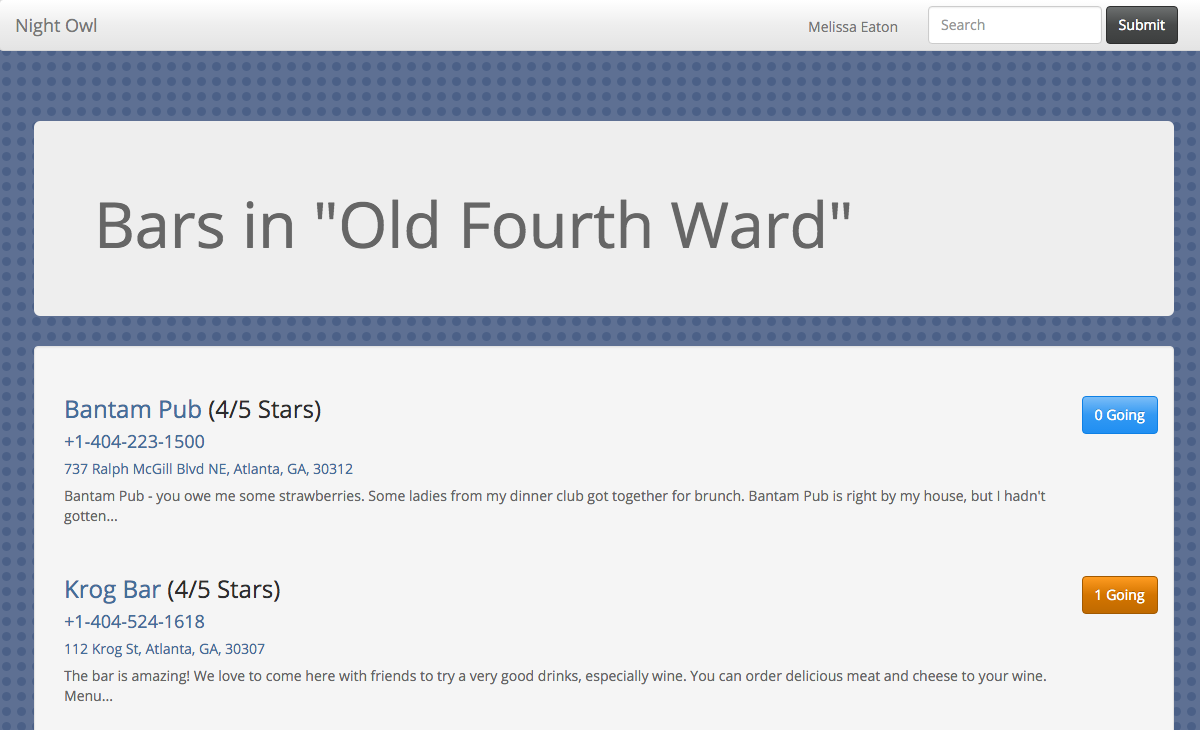 Night Owl
Melissa Eaton
Search
Submit
Bars in "Old Fourth Ward"
Bantam Pub (4/5 Stars)
0 Going
+1-404-223-1500
737 Ralph McGill Blvd NE, Atlanta, GA, 30312
Bantam Pub - you owe me some strawberries. Some ladies from my dinner club got together for brunch. Bantam Pub is right by my house, but I hadn't
gotten...
Krog Bar (4/5 Stars)
1 Going
+1-404-524-1618
112 Krog St, Atlanta, GA, 30307
The bar is amazing! We love to come here with friends to try a very good drinks, especially wine. You can order delicious meat and cheese to your wine.
Menu...